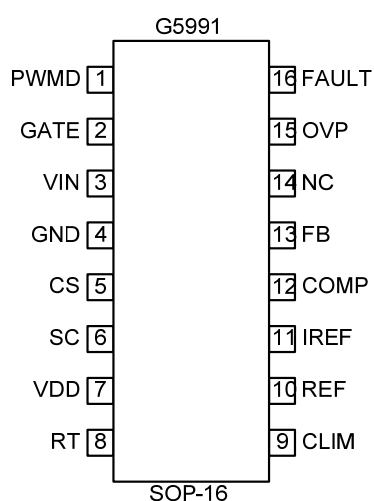 G5991
PWMD 1 16 FAULT
GATE 2 15 OVP
VIN 3 14 NC
GND 4 13 FB
CS 5 12 COMP
SC 6 11 IREF
VDD 7 10 REF
RT 8 9 CLIM
SOP-16